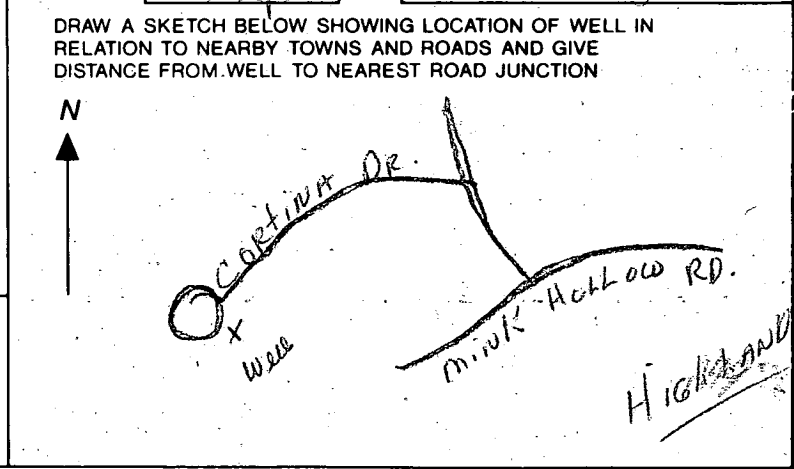 DRAW A SKETCH BELOW SHOWING LOCATION OF WELL IN
RELATION TO NEARBY TOWNS AND ROADS AND GIVE
DISTANCE FROM.WELL TO NEAREST ROAD JUNCTION
N
CORTINA DR.
MINK HOLLOW RD.
Well
HIGHLAND